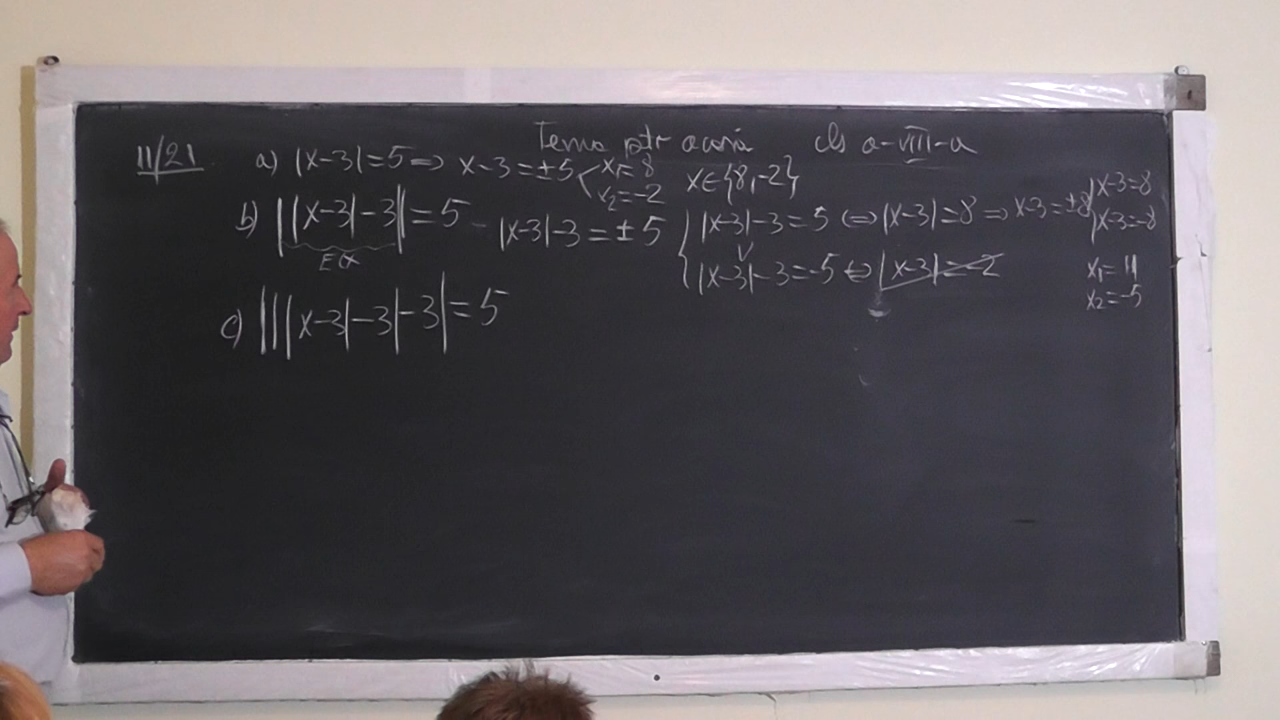 Tema ptr acasă cls a-VIII-a
11/21 a) |x-3|=5 ⇒ x-3=±5 < x₁=8 x₂=-2 x∈{8,-2}
b) ||x-3|-3|=5 |x-3|-3=±5 { |x-3|-3=5 ⇔ |x-3|=8 ⇒ x-3=±8 { x-3=8 x-3=-8
V
|x-3|-3=-5 ⇔ |x-3|=-2 x₁=11 x₂=-5
c) ||||x-3|-3|-3|=5